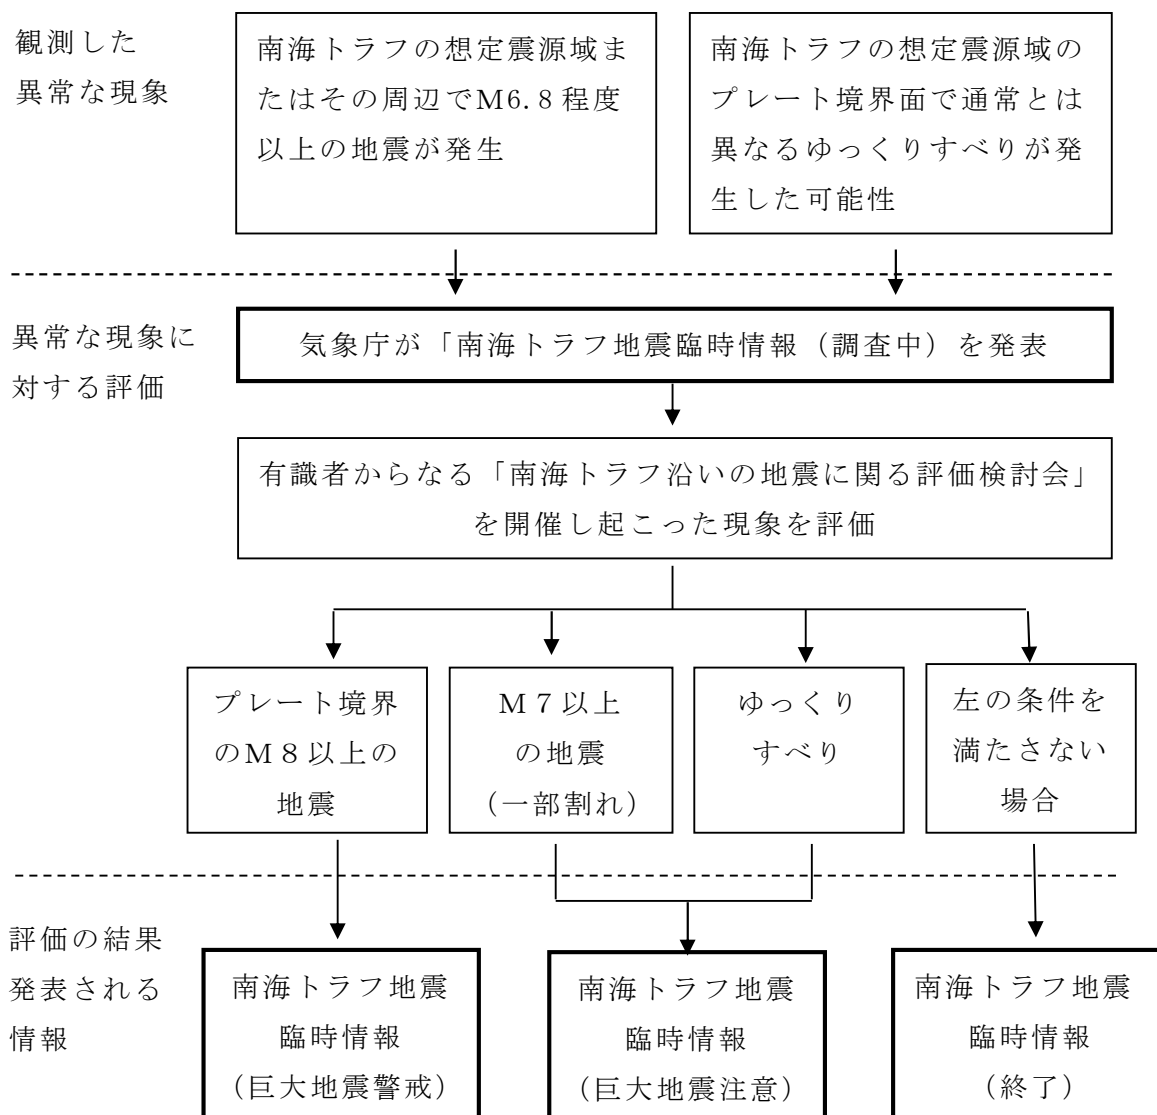 観測した
異常な現象
南海トラフの想定震源域ま
たはその周辺でM6.8程度
以上の地震が発生
南海トラフの想定震源域の
プレート境界面で通常とは
異なるゆっくりすべりが発
生した可能性
異常な現象に
対する評価
気象庁が「南海トラフ地震臨時情報（調査中）を発表
有識者からなる「南海トラフ沿いの地震に関る評価検討会」
を開催し起こった現象を評価
プレート境界
のM８以上の
地震
M７以上
の地震
（一部割れ）
ゆっくり
すべり
左の条件を
満たさない
場合
評価の結果
発表される
情報
南海トラフ地震
臨時情報
（巨大地震警戒）
南海トラフ地震
臨時情報
（巨大地震注意）
南海トラフ地震
臨時情報
（終了）